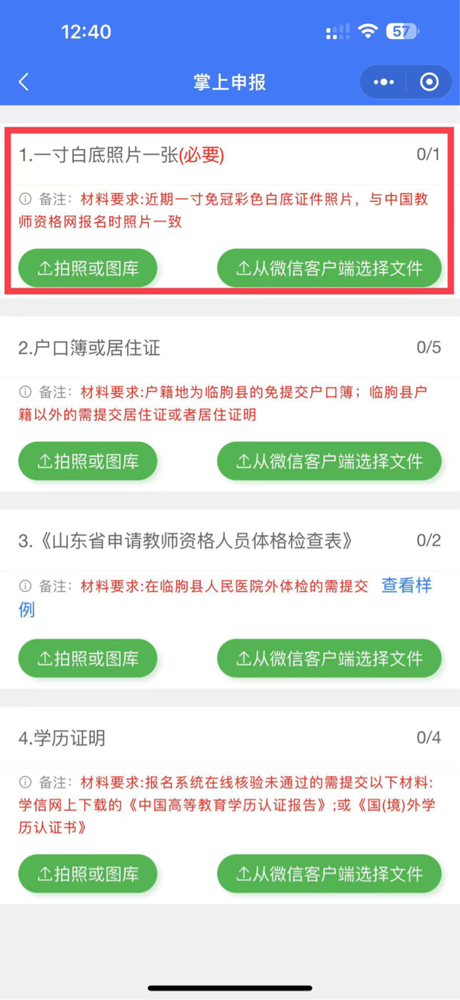 12:40
57
掌上申报
1.一寸白底照片一张(必要)
0/1
备注：材料要求:近期一寸免冠彩色白底证件照片，与中国教
师资格网报名时照片一致
拍照或图库
从微信客户端选择文件
2.户口簿或居住证
0/5
备注：材料要求:户籍地为临朐县的免提交户口簿；临朐县户
籍以外的需提交居住证或者居住证明
拍照或图库
从微信客户端选择文件
3.《山东省申请教师资格人员体格检查表》
0/2
备注：材料要求:在临朐县人民医院外体检的需提交 查看样
例
拍照或图库
从微信客户端选择文件
4.学历证明
0/4
备注：材料要求:报名系统在线核验未通过的需提交以下材料:
学信网上下载的《中国高等教育学历认证报告》;或《国(境)外学
历认证书》
拍照或图库
从微信客户端选择文件